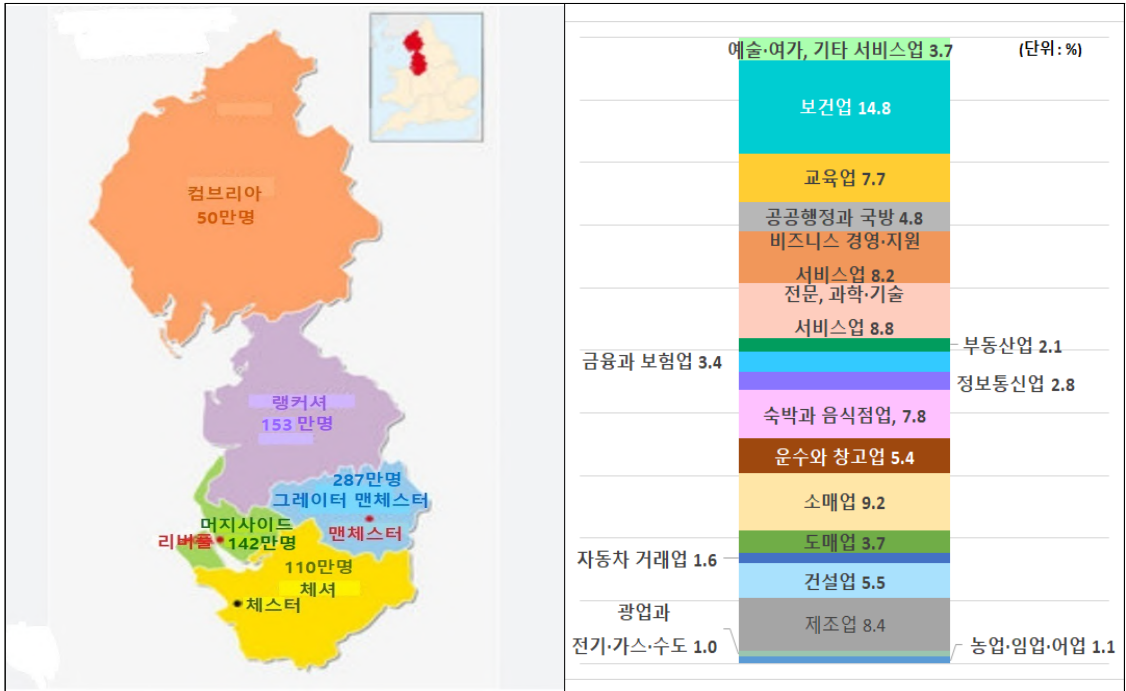 컴브리아
50만명
랭커셔
153 만명
287만명
그레이터 맨체스터
맨체스터
머지사이드
리버풀
142만명
110만명
체셔
체스터
(단위: %)
예술·여가, 기타 서비스업 3.7
보건업 14.8
교육업 7.7
공공행정과 국방 4.8
비즈니스 경영·지원
서비스업 8.2
전문, 과학·기술
서비스업 8.8
부동산업 2.1
금융과 보험업 3.4
정보통신업 2.8
숙박과 음식점업, 7.8
운수와 창고업 5.4
소매업 9.2
도매업 3.7
자동차 거래업 1.6
건설업 5.5
제조업 8.4
광업과
전기·가스·수도 1.0
농업·임업·어업 1.1